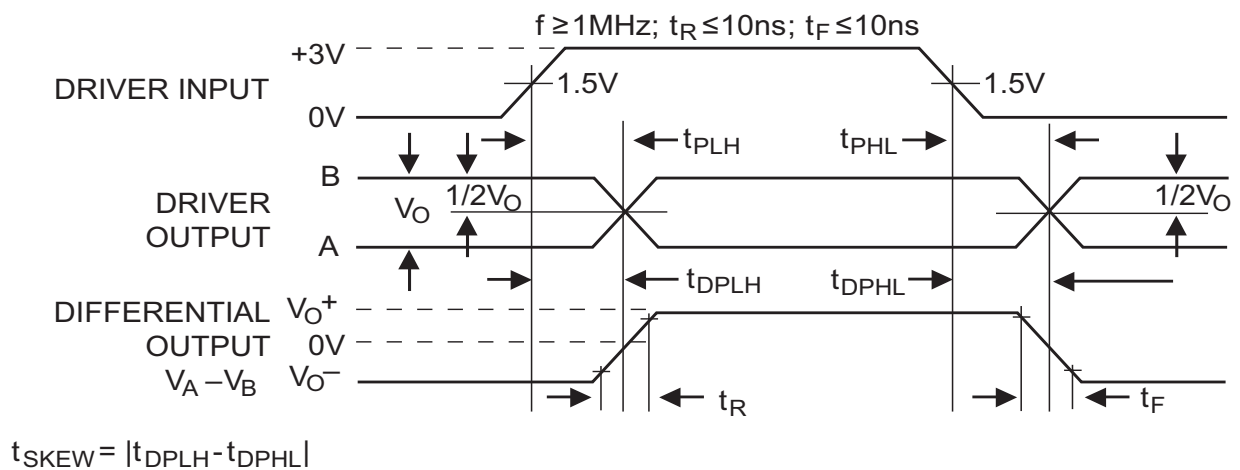 f ≥1MHz; tR ≤10ns; tF ≤10ns
+3V
DRIVER INPUT
1.5V
1.5V
0V
tPLH
tPHL
B
DRIVER
OUTPUT
VO
1/2VO
1/2VO
A
tDPLH
tDPHL
DIFFERENTIAL
OUTPUT
VA –VB
VO+
0V
VO–
tR
tF
tSKEW = |tDPLH - tDPHL|